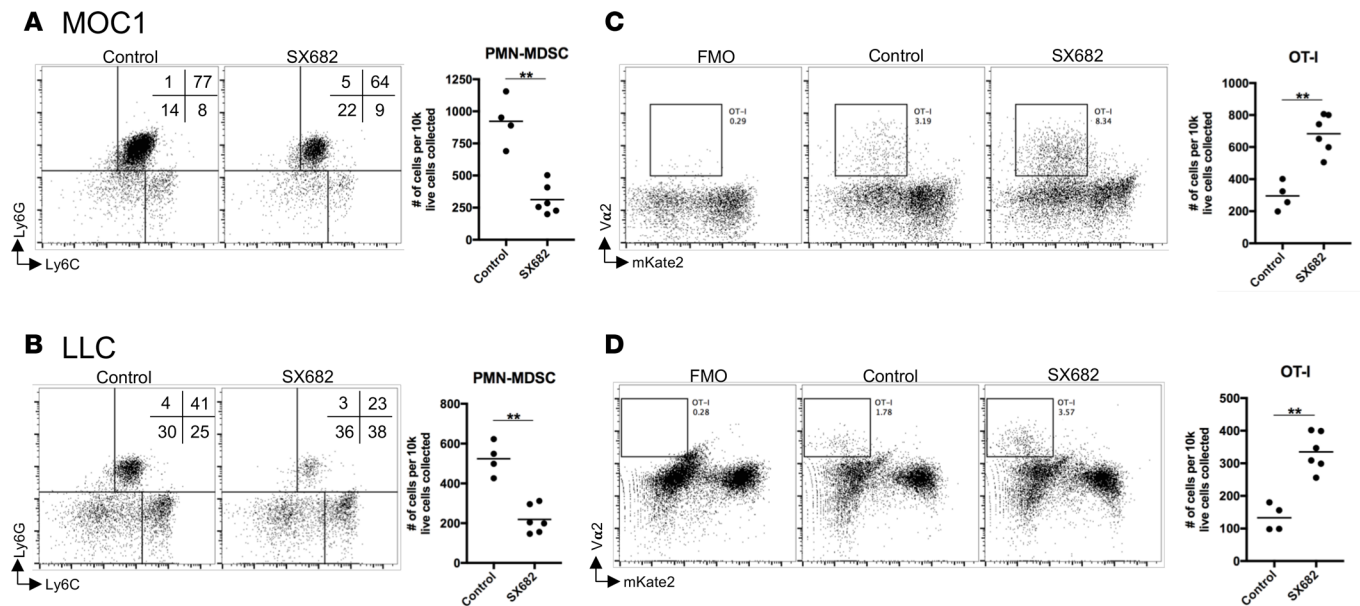 A MOC1
Control
SX682
1 77
14 8
5 64
22 9
Ly6G
Ly6C
PMN-MDSC
**
# of cells per 10k
live cells collected
1250
1000
750
500
250
0
Control
SX682
C
FMO
Control
SX682
OT-I
0.29
OT-I
3.19
OT-I
8.34
Vα2
mKate2
OT-I
**
# of cells per 10k
live cells collected
1000
800
600
400
200
0
Control
SX682
B LLC
Control
SX682
4 41
30 25
3 23
36 38
Ly6G
Ly6C
PMN-MDSC
**
# of cells per 10k
live cells collected
800
600
400
200
0
Control
SX682
D
FMO
Control
SX682
OT-I
0.28
OT-I
1.78
OT-I
3.57
Vα2
mKate2
OT-I
**
# of cells per 10k
live cells collected
500
400
300
200
100
0
Control
SX682